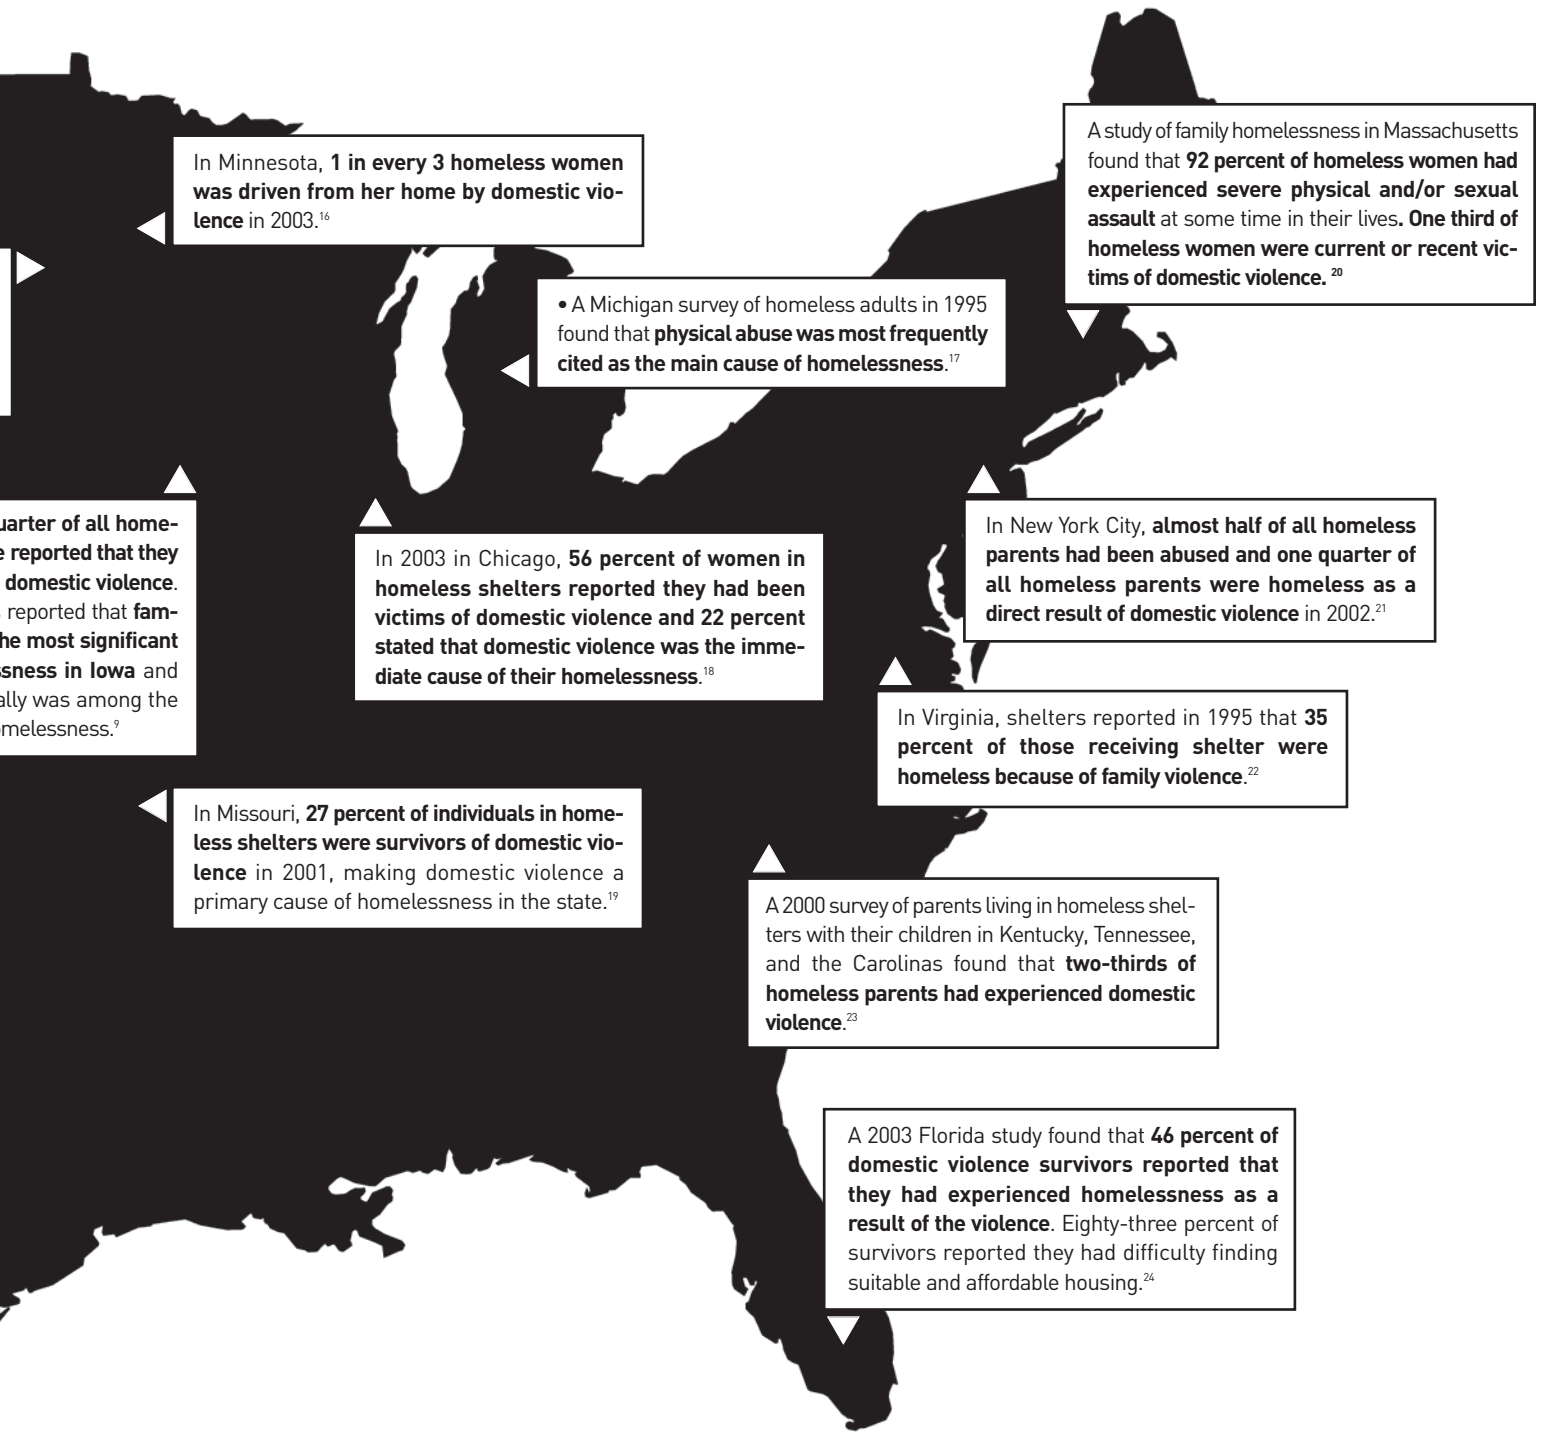 In Minnesota, 1 in every 3 homeless women
was driven from her home by domestic vio-
lence in 2003.16
A study of family homelessness in Massachusetts
found that 92 percent of homeless women had
experienced severe physical and/or sexual
assault at some time in their lives. One third of
homeless women were current or recent vic-
tims of domestic violence. 20
• A Michigan survey of homeless adults in 1995
found that physical abuse was most frequently
cited as the main cause of homelessness.17
uarter of all home-
e reported that they
domestic violence.
reported that fam-
he most significant
ssness in Iowa and
ally was among the
omelessness.9
In 2003 in Chicago, 56 percent of women in
homeless shelters reported they had been
victims of domestic violence and 22 percent
stated that domestic violence was the imme-
diate cause of their homelessness.18
In New York City, almost half of all homeless
parents had been abused and one quarter of
all homeless parents were homeless as a
direct result of domestic violence in 2002.21
In Virginia, shelters reported in 1995 that 35
percent of those receiving shelter were
homeless because of family violence.22
In Missouri, 27 percent of individuals in home-
less shelters were survivors of domestic vio-
lence in 2001, making domestic violence a
primary cause of homelessness in the state.19
A 2000 survey of parents living in homeless shel-
ters with their children in Kentucky, Tennessee,
and the Carolinas found that two-thirds of
homeless parents had experienced domestic
violence.23
A 2003 Florida study found that 46 percent of
domestic violence survivors reported that
they had experienced homelessness as a
result of the violence. Eighty-three percent of
survivors reported they had difficulty finding
suitable and affordable housing.24